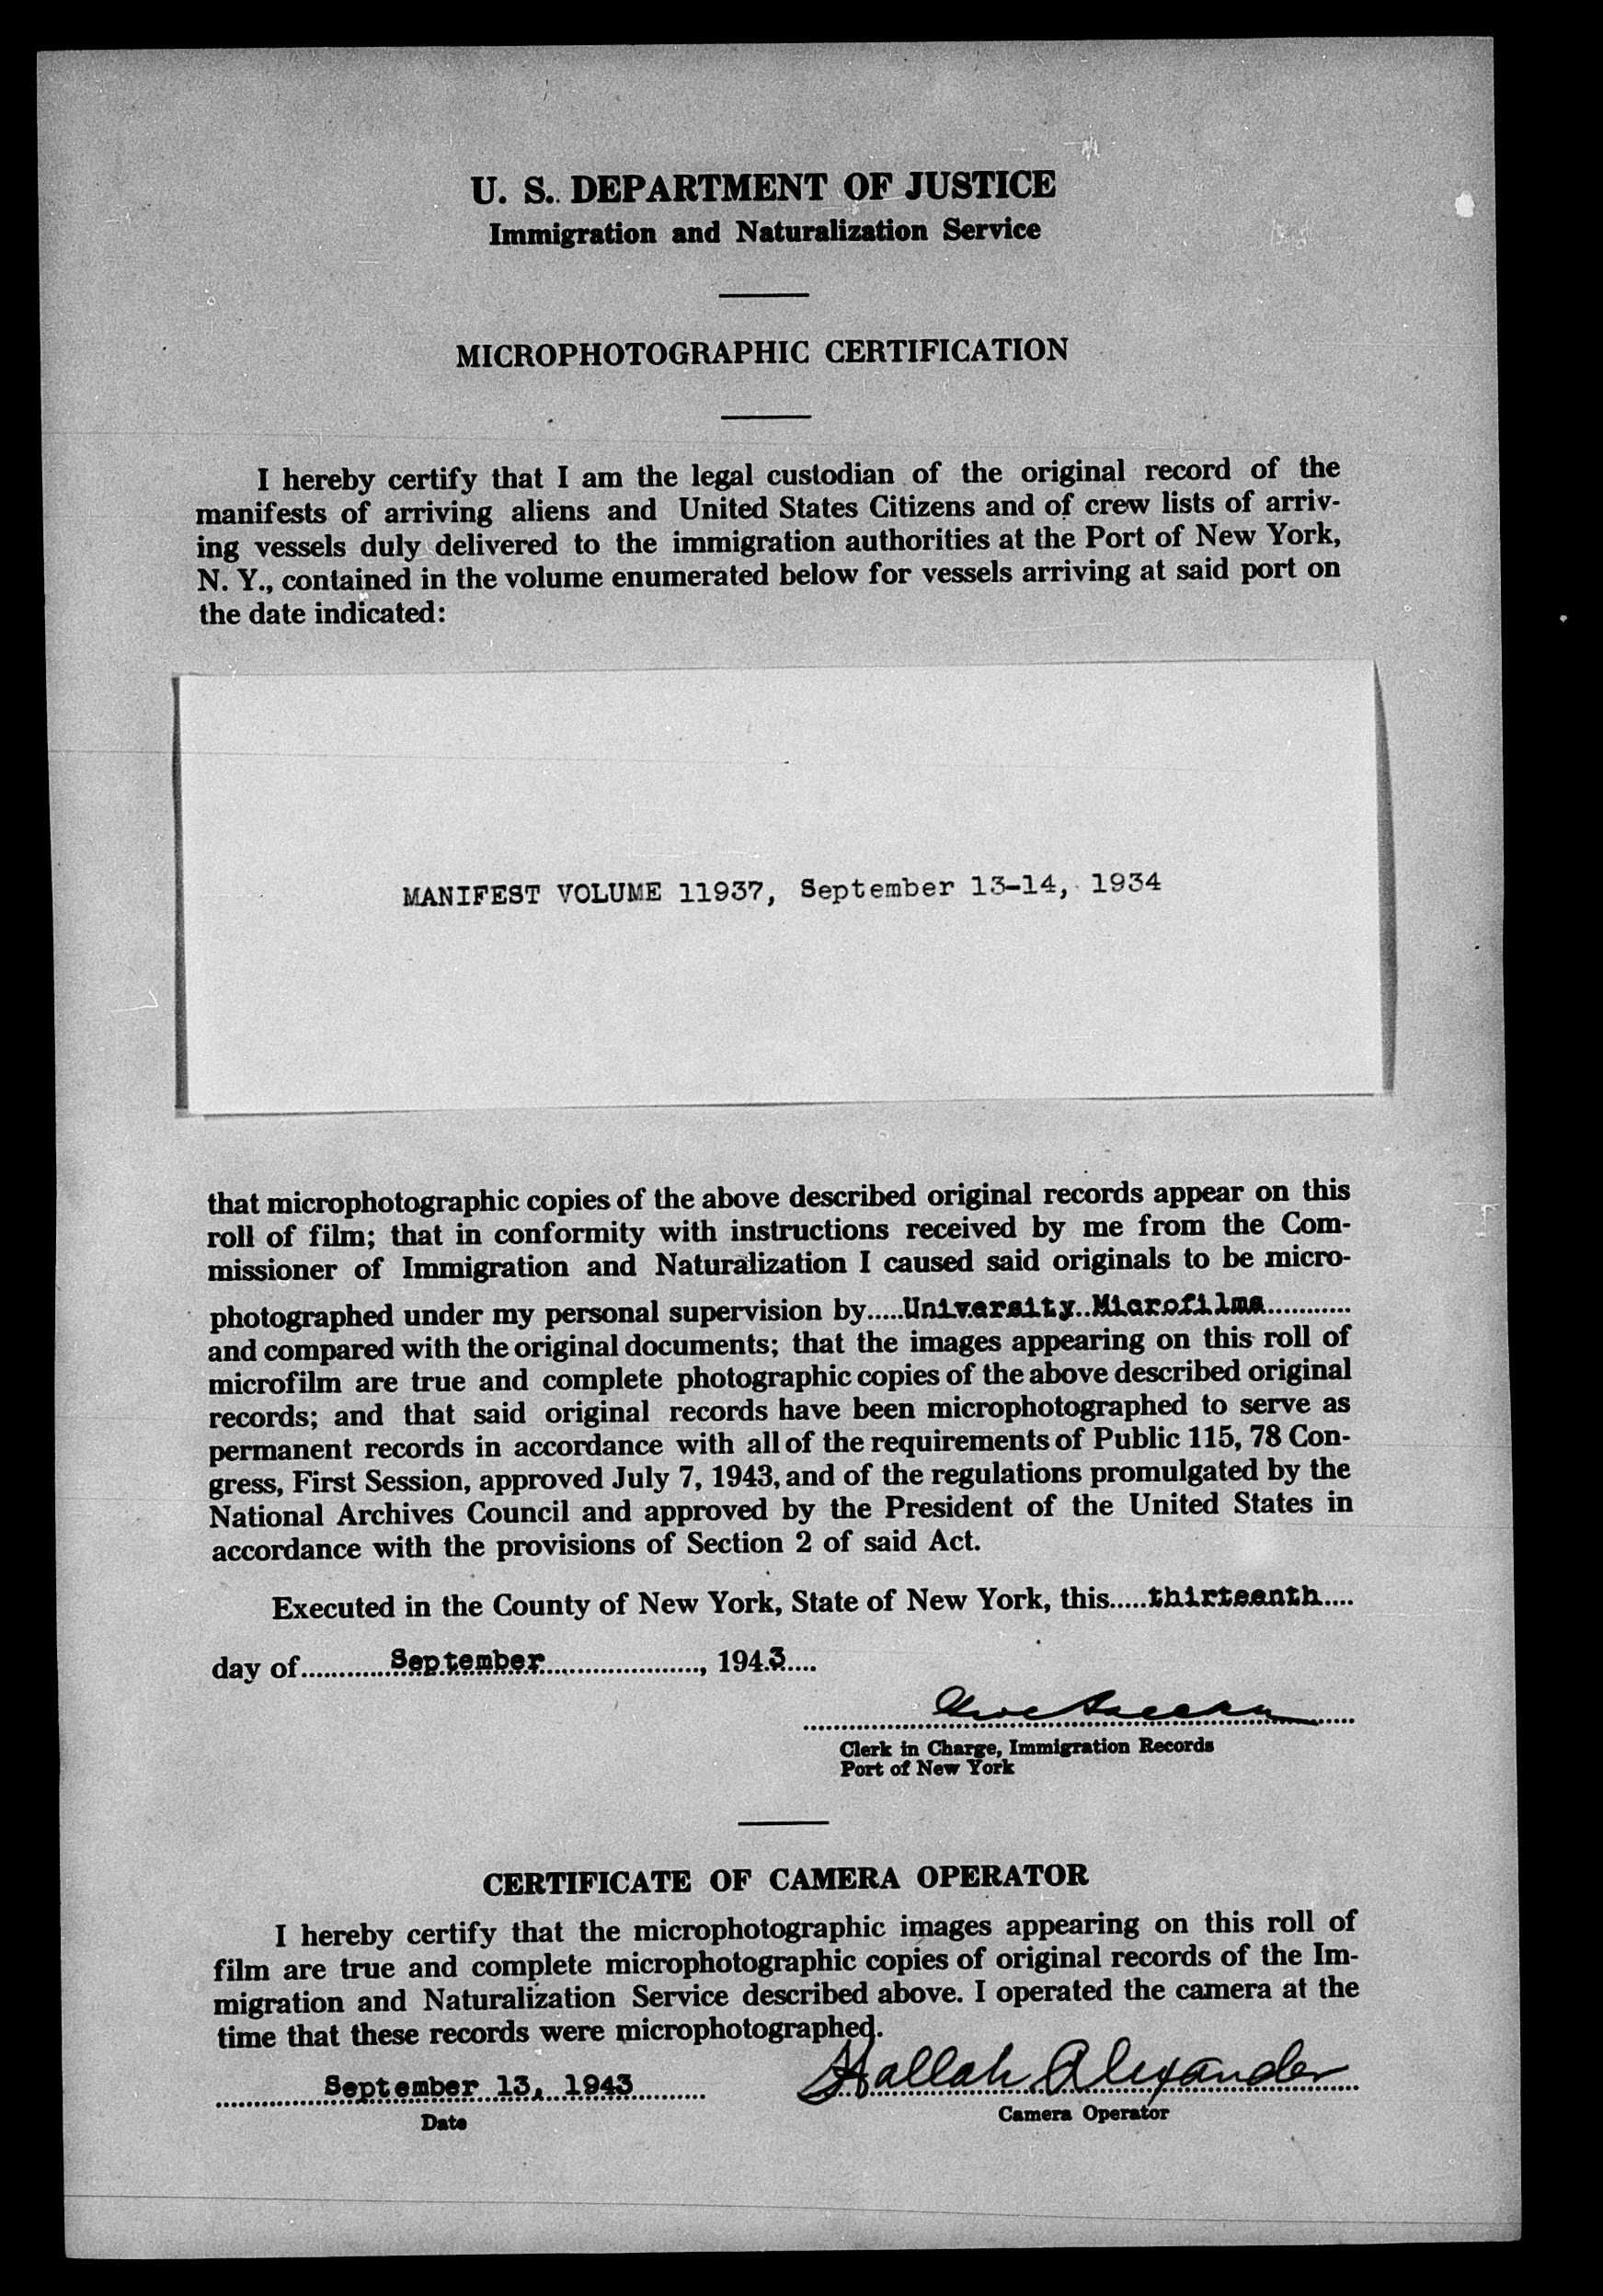 U. S. DEPARTMENT OF JUSTICE
Immigration and Naturalization Service
MICROPHOTOGRAPHIC CERTIFICATION
I hereby certify that I am the legal custodian of the original record of the
manifests of arriving aliens and United States Citizens and of crew lists of arriv-
ing vessels duly delivered to the immigration authorities at the Port of New York,
N. Y., contained in the volume enumerated below for vessels arriving at said port on
the date indicated:
MANIFEST VOLUME 11937, September 13-14, 1934
that microphotographic copies of the above described original records appear on this
roll of film; that in conformity with instructions received by me from the Com-
missioner of Immigration and Naturalization I caused said originals to be micro-
photographed under my personal supervision by.....University Microfilms...........
and compared with the original documents; that the images appearing on this roll of
microfilm are true and complete photographic copies of the above described original
records; and that said original records have been microphotographed to serve as
permanent records in accordance with all of the requirements of Public 115, 78 Con-
gress, First Session, approved July 7, 1943, and of the regulations promulgated by the
National Archives Council and approved by the President of the United States in
accordance with the provisions of Section 2 of said Act.
Executed in the County of New York, State of New York, this.....thirteenth....
day of............September...................., 1943....
Clerk in Charge, Immigration Records
Port of New York
CERTIFICATE OF CAMERA OPERATOR
I hereby certify that the microphotographic images appearing on this roll of
film are true and complete microphotographic copies of original records of the Im-
migration and Naturalization Service described above. I operated the camera at the
time that these records were microphotographed.
September 13, 1943 Hallah Alexander
Date Camera Operator